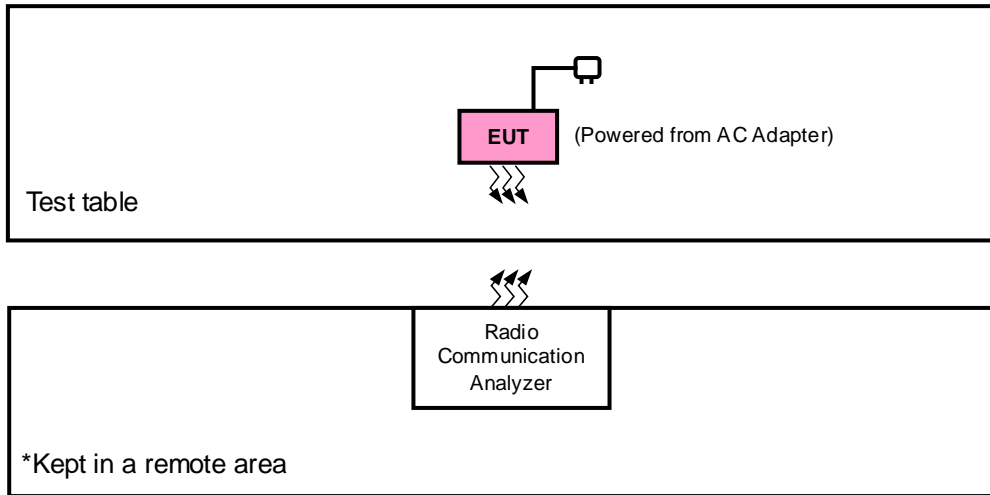 EUT
(Powered from AC Adapter)
Test table
Radio
Communication
Analyzer
*Kept in a remote area